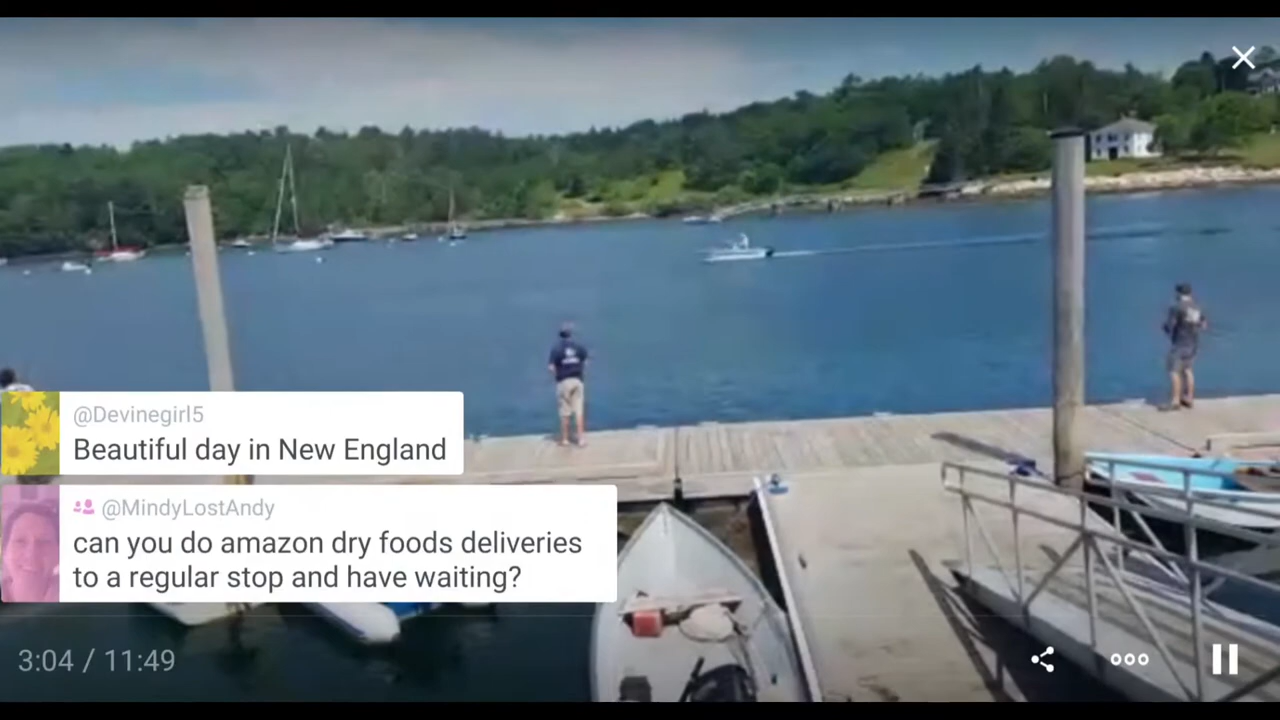 @Devinegirl5
Beautiful day in New England
@MindyLostAndy
can you do amazon dry foods deliveries
to a regular stop and have waiting?
3:04 / 11:49